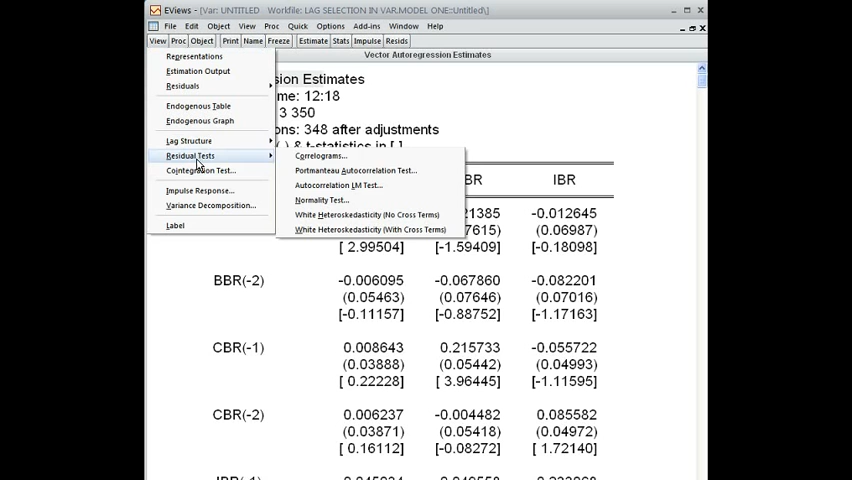 EViews - [Var: UNTITLED   Workfile: LAG SELECTION IN VAR.MODEL ONE::Untitled\]
File Edit Object View Proc Quick Options Add-ins Window Help
View Proc Object Print Name Freeze Estimate Stats Impulse Resids
Vector Autoregression Estimates
Representations
Estimation Output
Residuals
Endogenous Table
Endogenous Graph
Lag Structure
Residual Tests
Cointegration Test...
Impulse Response...
Variance Decomposition...
Label
Correlograms...
Portmanteau Autocorrelation Test...
Autocorrelation LM Test...
Normality Test...
White Heteroskedasticity (No Cross Terms)
White Heteroskedasticity (With Cross Terms)
Estimates
me: 12:18
3 350
ons: 348 after adjustments
( ) & t-statistics in [ ]
BR IBR
21385 -0.012645
7615) (0.06987)
[ 2.99504] [-1.59409] [-0.18098]
BBR(-2) -0.006095 -0.067860 -0.082201
(0.05463) (0.07646) (0.07016)
[-0.11157] [-0.88752] [-1.17163]
CBR(-1) 0.008643 0.215733 -0.055722
(0.03888) (0.05442) (0.04993)
[ 0.22228] [ 3.96445] [-1.11595]
CBR(-2) 0.006237 -0.004482 0.085582
(0.03871) (0.05418) (0.04972)
[ 0.16112] [-0.08272] [ 1.72140]